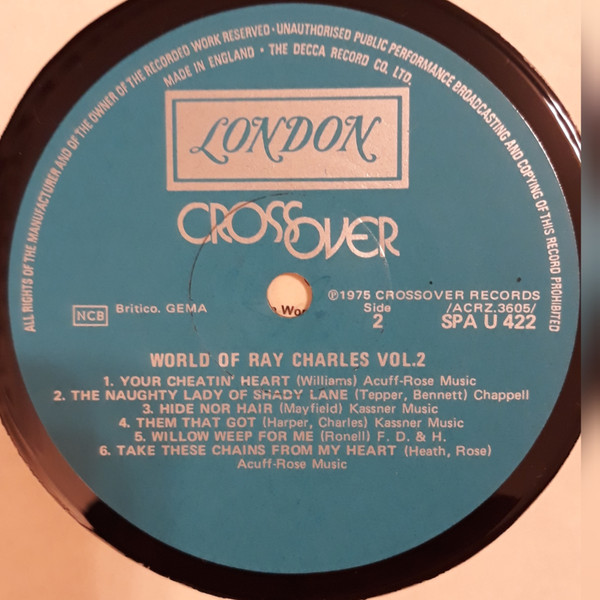 ALL RIGHTS OF THE MANUFACTURER AND OF THE OWNER OF THE RECORDED WORK RESERVED · UNAUTHORISED PUBLIC PERFORMANCE BROADCASTING AND COPYING OF THIS RECORD PROHIBITED
MADE IN ENGLAND · THE DECCA RECORD CO. LTD.
LONDON
CROSSOVER
NCB Britico. GEMA
℗1975 CROSSOVER RECORDS
Side /ACRZ.3605/
2 SPA U 422
WORLD OF RAY CHARLES VOL.2
1. YOUR CHEATIN' HEART (Williams) Acuff-Rose Music
2. THE NAUGHTY LADY OF SHADY LANE (Tepper, Bennett) Chappell
3. HIDE NOR HAIR (Mayfield) Kassner Music
4. THEM THAT GOT (Harper, Charles) Kassner Music
5. WILLOW WEEP FOR ME (Ronell) F. D. & H.
6. TAKE THESE CHAINS FROM MY HEART (Heath, Rose)
Acuff-Rose Music